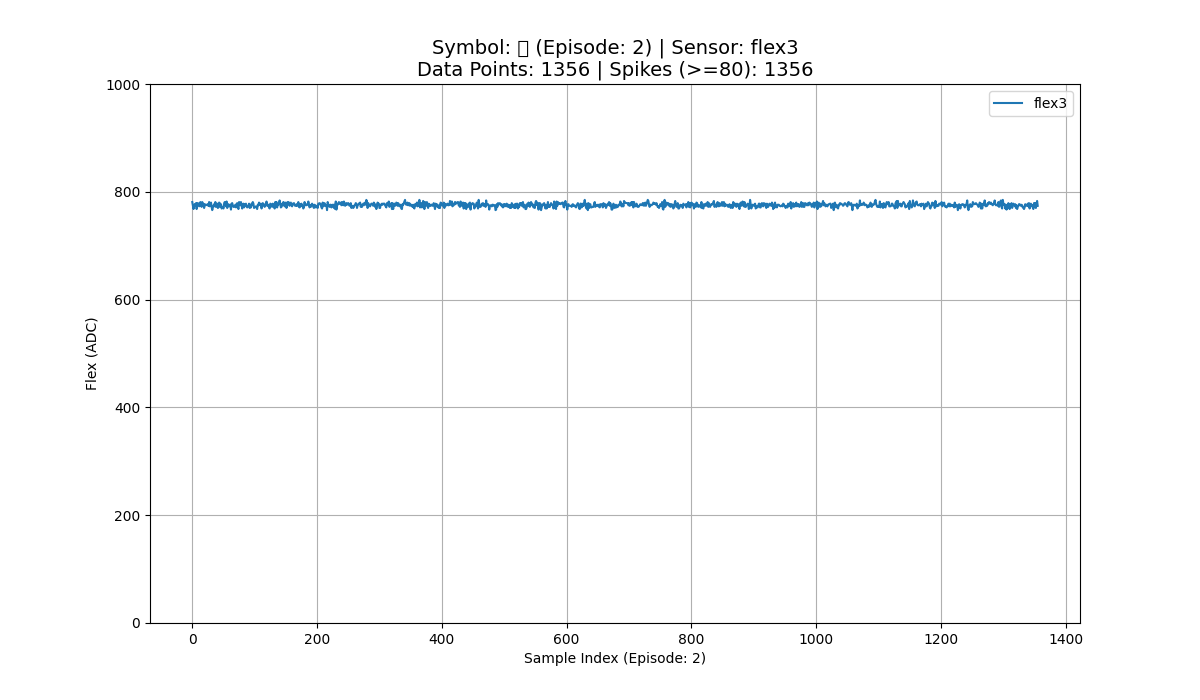 Symbol: (Episode: 2) | Sensor: flex3
Data Points: 1356 | Spikes (>=80): 1356
flex3
1000
800
600
400
200
0
Flex (ADC)
0 200 400 600 800 1000 1200 1400
Sample Index (Episode: 2)